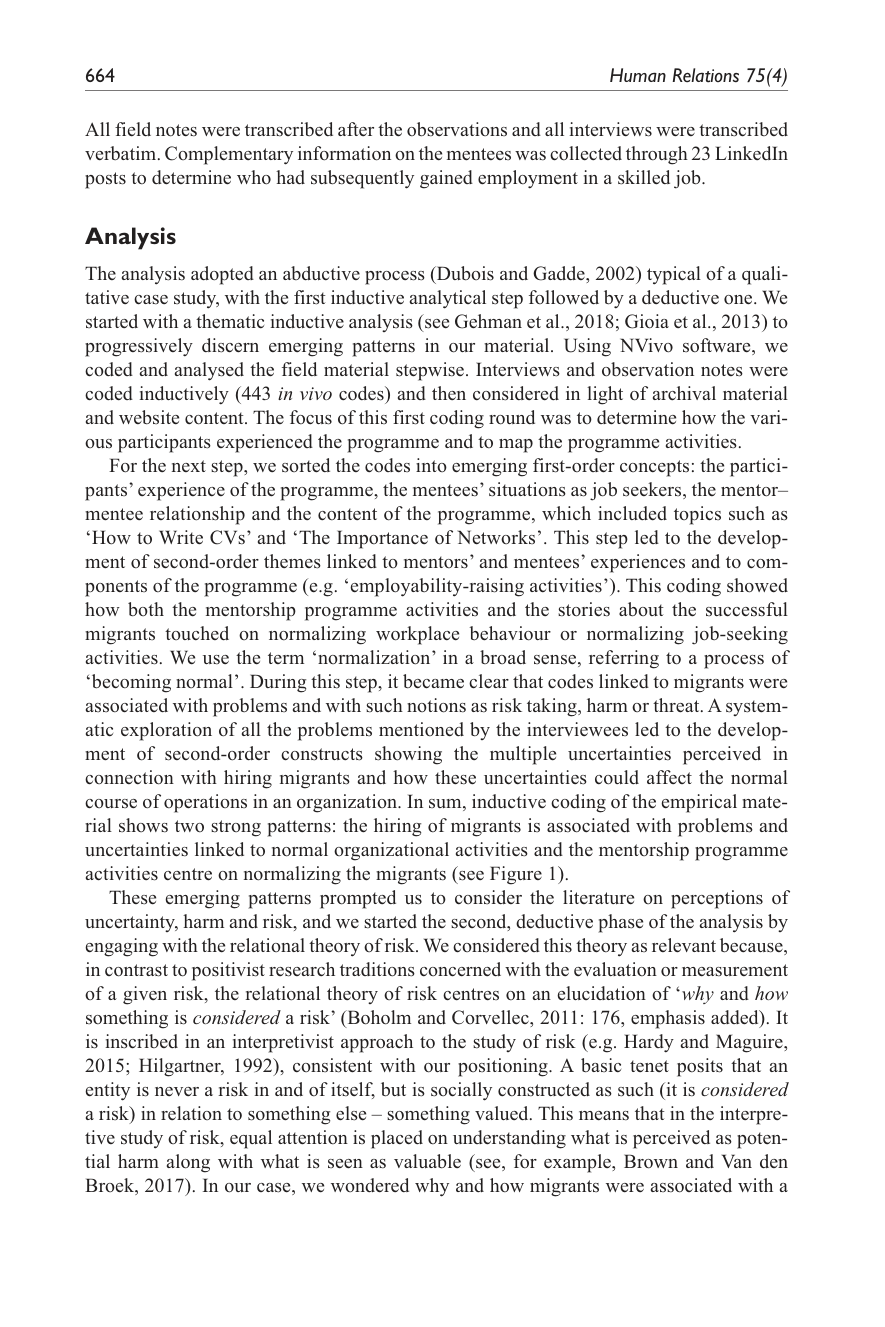 664
Human Relations 75(4)
All field notes were transcribed after the observations and all interviews were transcribed
verbatim. Complementary information on the mentees was collected through 23 LinkedIn
posts to determine who had subsequently gained employment in a skilled job.
Analysis
The analysis adopted an abductive process (Dubois and Gadde, 2002) typical of a quali-
tative case study, with the first inductive analytical step followed by a deductive one. We
started with a thematic inductive analysis (see Gehman et al., 2018; Gioia et al., 2013) to
progressively discern emerging patterns in our material. Using NVivo software, we
coded and analysed the field material stepwise. Interviews and observation notes were
coded inductively (443 in vivo codes) and then considered in light of archival material
and website content. The focus of this first coding round was to determine how the vari-
ous participants experienced the programme and to map the programme activities.
For the next step, we sorted the codes into emerging first-order concepts: the partici-
pants’ experience of the programme, the mentees’ situations as job seekers, the mentor–
mentee relationship and the content of the programme, which included topics such as
‘How to Write CVs’ and ‘The Importance of Networks’. This step led to the develop-
ment of second-order themes linked to mentors’ and mentees’ experiences and to com-
ponents of the programme (e.g. ‘employability-raising activities’). This coding showed
how both the mentorship programme activities and the stories about the successful
migrants touched on normalizing workplace behaviour or normalizing job-seeking
activities. We use the term ‘normalization’ in a broad sense, referring to a process of
‘becoming normal’. During this step, it became clear that codes linked to migrants were
associated with problems and with such notions as risk taking, harm or threat. A system-
atic exploration of all the problems mentioned by the interviewees led to the develop-
ment of second-order constructs showing the multiple uncertainties perceived in
connection with hiring migrants and how these uncertainties could affect the normal
course of operations in an organization. In sum, inductive coding of the empirical mate-
rial shows two strong patterns: the hiring of migrants is associated with problems and
uncertainties linked to normal organizational activities and the mentorship programme
activities centre on normalizing the migrants (see Figure 1).
These emerging patterns prompted us to consider the literature on perceptions of
uncertainty, harm and risk, and we started the second, deductive phase of the analysis by
engaging with the relational theory of risk. We considered this theory as relevant because,
in contrast to positivist research traditions concerned with the evaluation or measurement
of a given risk, the relational theory of risk centres on an elucidation of ‘why and how
something is considered a risk’ (Boholm and Corvellec, 2011: 176, emphasis added). It
is inscribed in an interpretivist approach to the study of risk (e.g. Hardy and Maguire,
2015; Hilgartner, 1992), consistent with our positioning. A basic tenet posits that an
entity is never a risk in and of itself, but is socially constructed as such (it is considered
a risk) in relation to something else – something valued. This means that in the interpre-
tive study of risk, equal attention is placed on understanding what is perceived as poten-
tial harm along with what is seen as valuable (see, for example, Brown and Van den
Broek, 2017). In our case, we wondered why and how migrants were associated with a